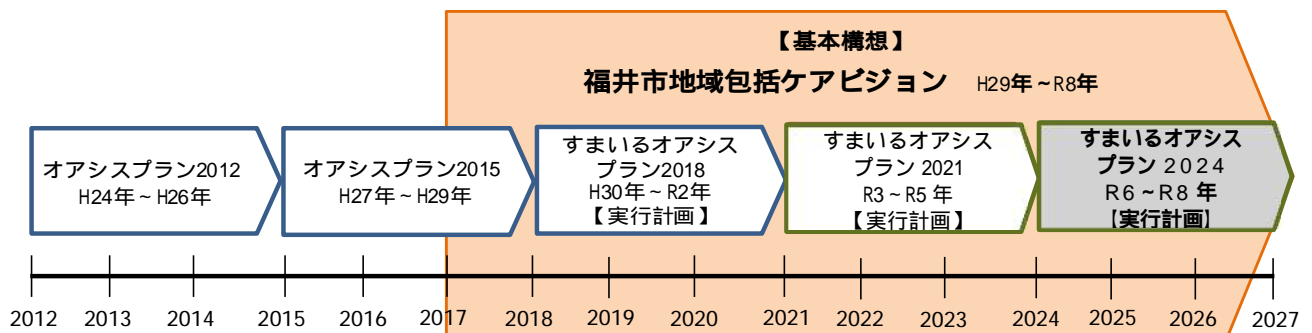 【基本構想】
福井市地域包括ケアビジョン H29年~R8年
オアシスプラン2012
H24年~H26年
オアシスプラン2015
H27年~H29年
すまいるオアシス
プラン2018
H30年~R2年
【実行計画】
すまいるオアシス
プラン 2021
R3~R5 年
【実行計画】
すまいるオアシス
プラン 2024
R6~R8 年
【実行計画】
2012 2013 2014 2015 2016 2017 2018 2019 2020 2021 2022 2023 2024 2025 2026 2027